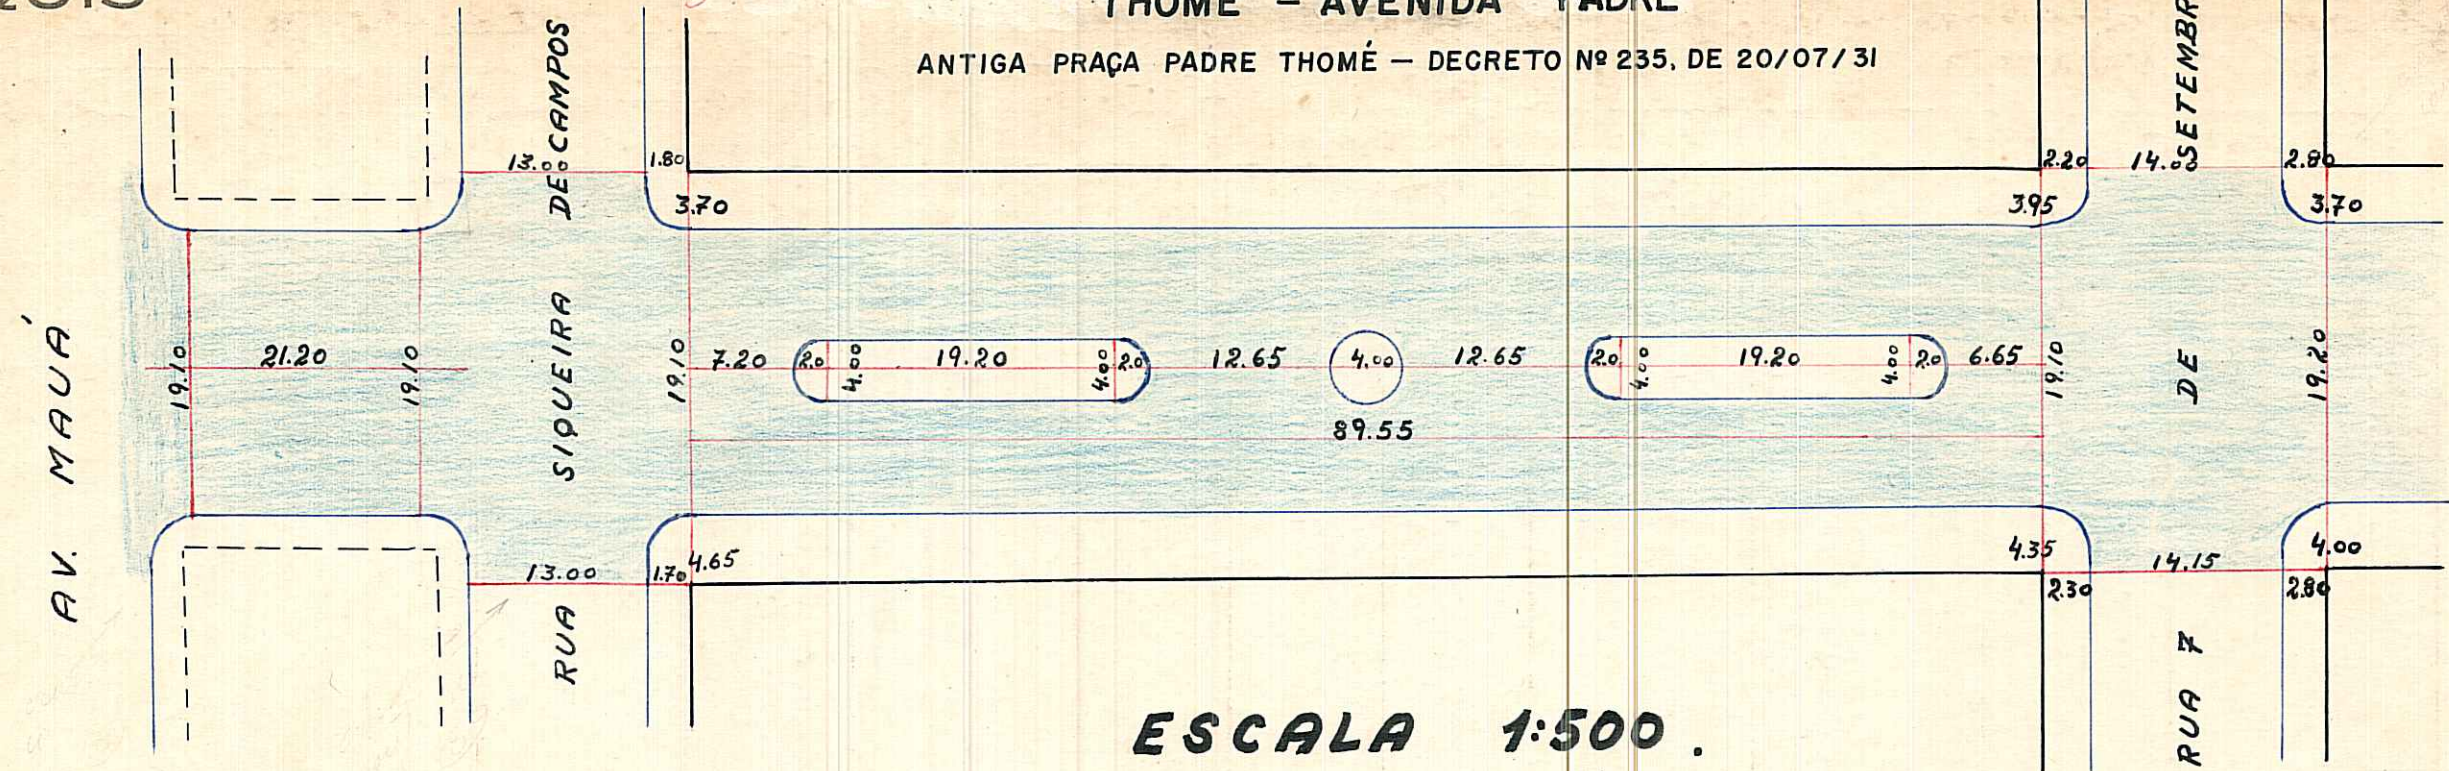 THOMÉ - AVENIDA PADRE
ANTIGA PRAÇA PADRE THOMÉ — DECRETO Nº 235, DE 20/07/31
AV. MAUÁ
RUA SIQUEIRA DE CAMPOS
RUA 7 DE SETEMBR
13.00 1.80 2.20 14.00 2.80
3.70 3.95 3.70
19.10 21.20 19.10 19.10 7.20 2.0 4.00 19.20 4.00 2.0 12.65 4.00 12.65 2.0 4.00 19.20 4.00 2.0 6.65 19.10 19.20
89.55
4.65 4.35 4.00
13.00 1.70 14.15
2.30 2.80
ESCALA 1:500.